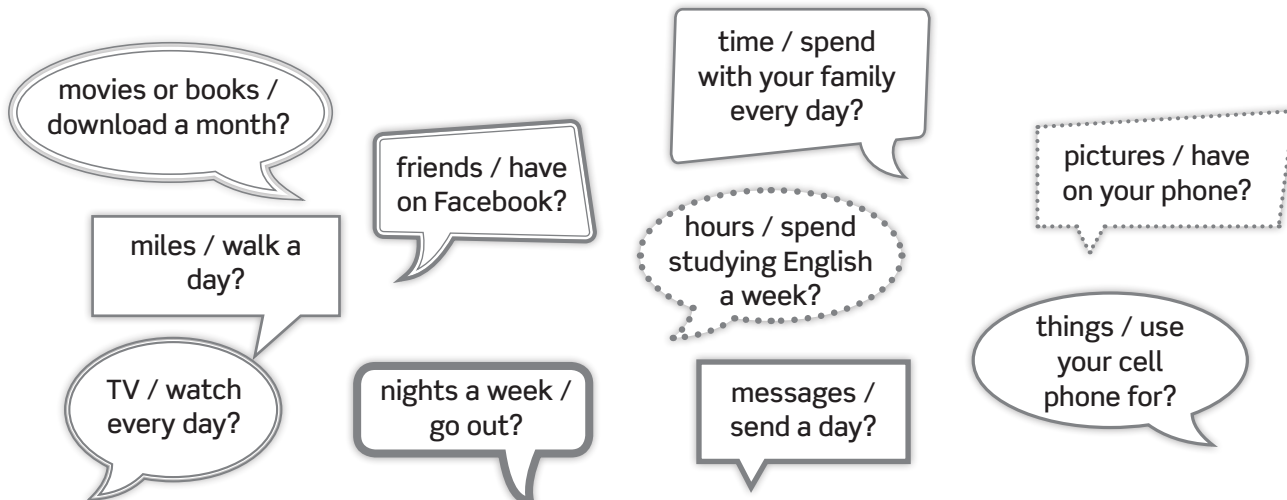 movies or books /
download a month?
friends / have
on Facebook?
time / spend
with your family
every day?
pictures / have
on your phone?
miles / walk a
day?
hours / spend
studying English
a week?
things / use
your cell
phone for?
TV / watch
every day?
nights a week /
go out?
messages /
send a day?